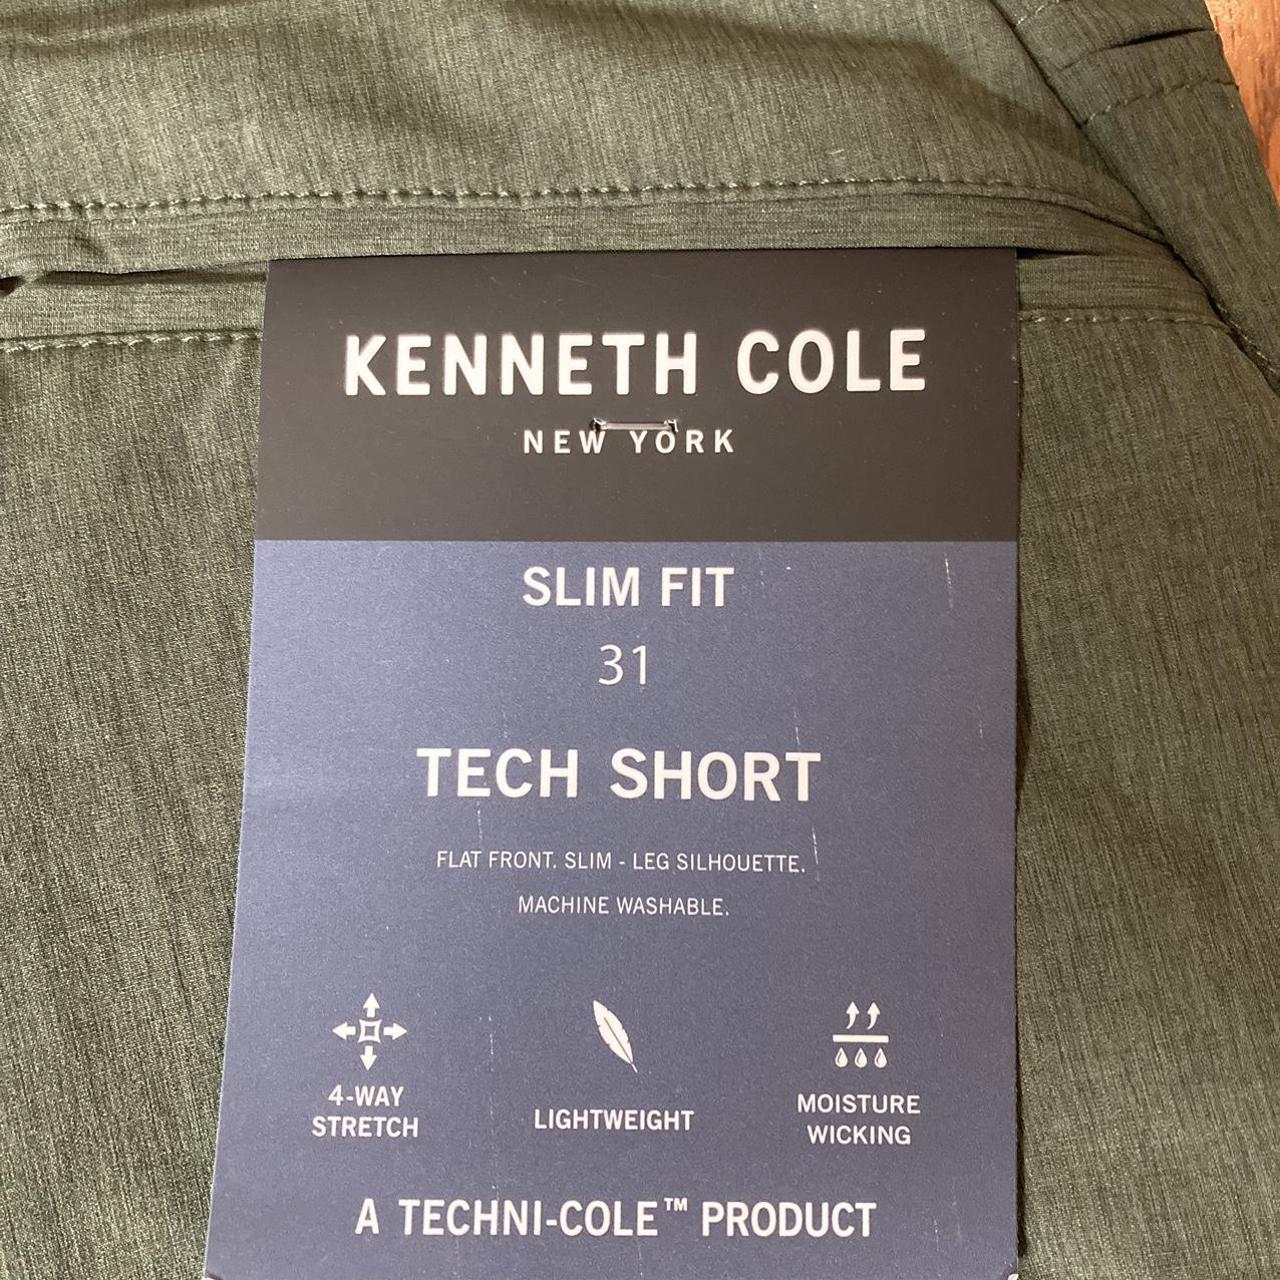 KENNETH COLE
NEW YORK
SLIM FIT
31
TECH SHORT
FLAT FRONT. SLIM - LEG SILHOUETTE.
MACHINE WASHABLE.
4-WAY
STRETCH
LIGHTWEIGHT
MOISTURE
WICKING
A TECHNI-COLE™ PRODUCT